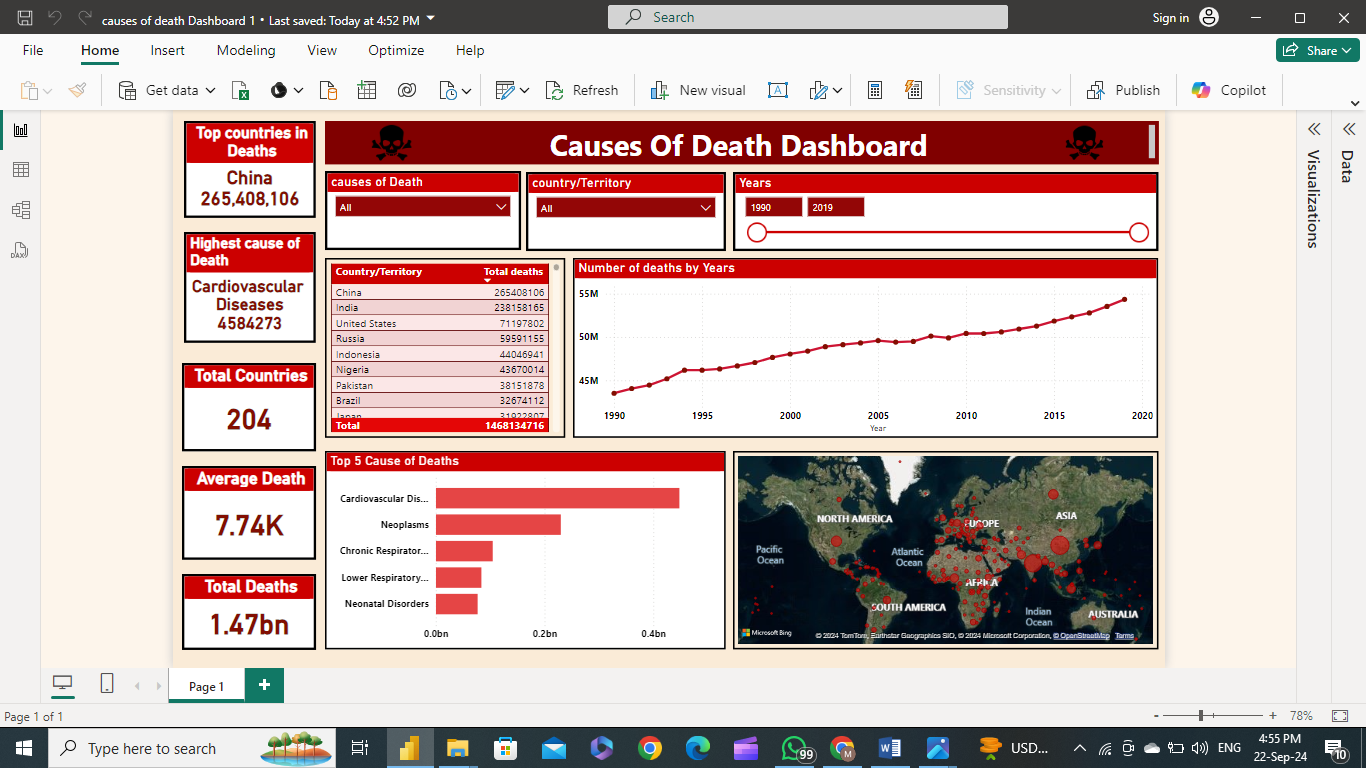 causes of death Dashboard 1 • Last saved: Today at 4:52 PM
Search
Sign in
File Home Insert Modeling View Optimize Help
Share
Get data
Refresh
New visual
Sensitivity
Publish
Copilot
Top countries in
Deaths
China
265,408,106
Highest cause of
Death
Cardiovascular
Diseases
4584273
Total Countries
204
Average Death
7.74K
Total Deaths
1.47bn
Causes Of Death Dashboard
causes of Death
All
country/Territory
All
Years
1990 2019
Country/Territory Total deaths
China 265408106
India 238158165
United States 71197802
Russia 59591155
Indonesia 44046941
Nigeria 43670014
Pakistan 38151878
Brazil 32674112
Japan 31922807
Total 1468134716
Number of deaths by Years
55M
50M
45M
1990 1995 2000 2005 2010 2015 2020
Year
Top 5 Cause of Deaths
Cardiovascular Dis...
Neoplasms
Chronic Respirator...
Lower Respiratory...
Neonatal Disorders
0.0bn 0.2bn 0.4bn
NORTH AMERICA
EUROPE
ASIA
Pacific
Ocean
Atlantic
Ocean
AFRICA
SOUTH AMERICA
Indian
Ocean
AUSTRALIA
Microsoft Bing
© 2024 TomTom, Earthstar Geographics SIO, © 2024 Microsoft Corporation, © OpenStreetMap Terms
Visualizations
Data
DAX
Page 1
+
Page 1 of 1
- + 78%
Type here to search
99
M
USD...
ENG
4:55 PM
22-Sep-24
10